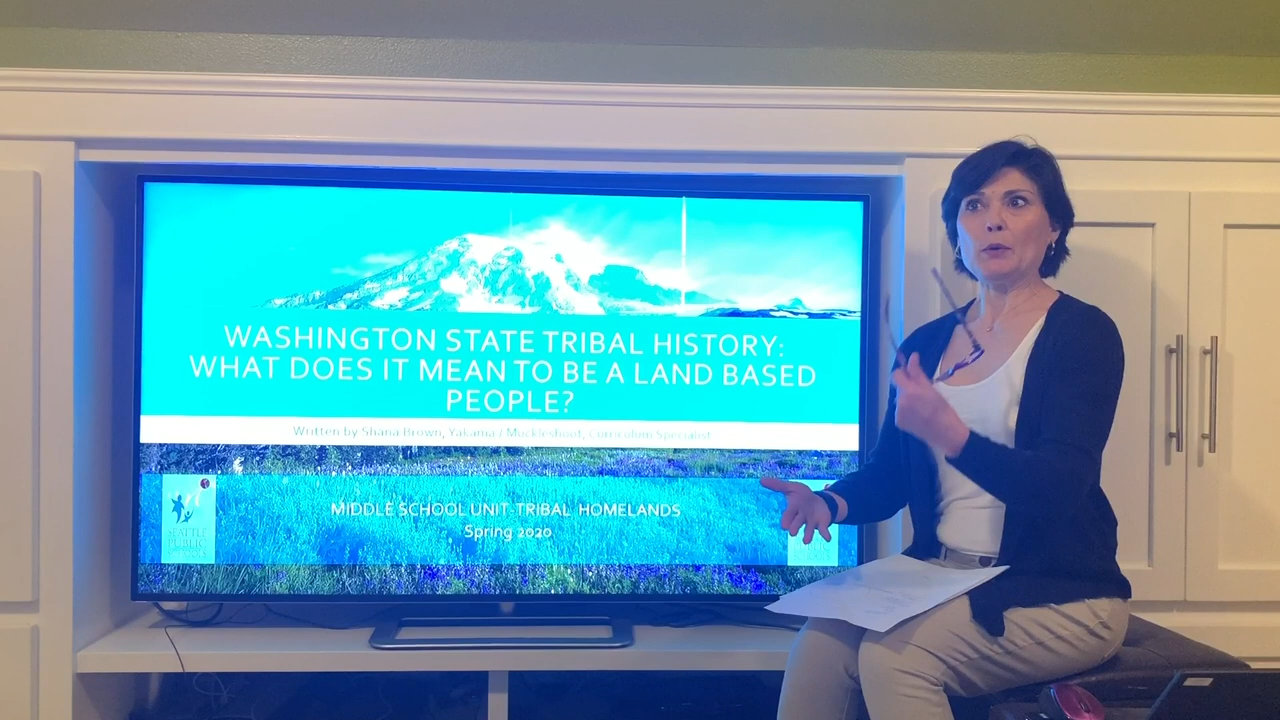 WASHINGTON STATE TRIBAL HISTORY:
WHAT DOES IT MEAN TO BE A LAND BASED
PEOPLE?
Written by Shana Brown, Yakama / Muckleshoot, Curriculum Specialist
MIDDLE SCHOOL UNIT-TRIBAL HOMELANDS
Spring 2020
SEATTLE
PUBLIC
SCHOOLS